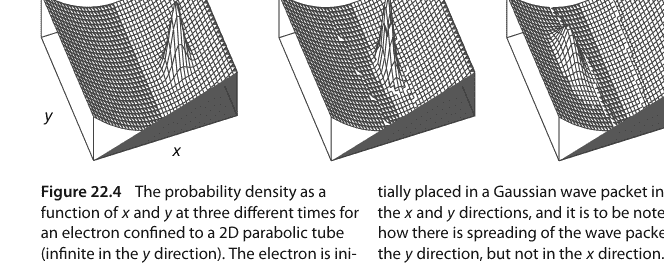 y
x
Figure 22.4 The probability density as a
function of x and y at three different times for
an electron confined to a 2D parabolic tube
(infinite in the y direction). The electron is ini-
tially placed in a Gaussian wave packet in
the x and y directions, and it is to be note
how there is spreading of the wave packe
the y direction, but not in the x direction.